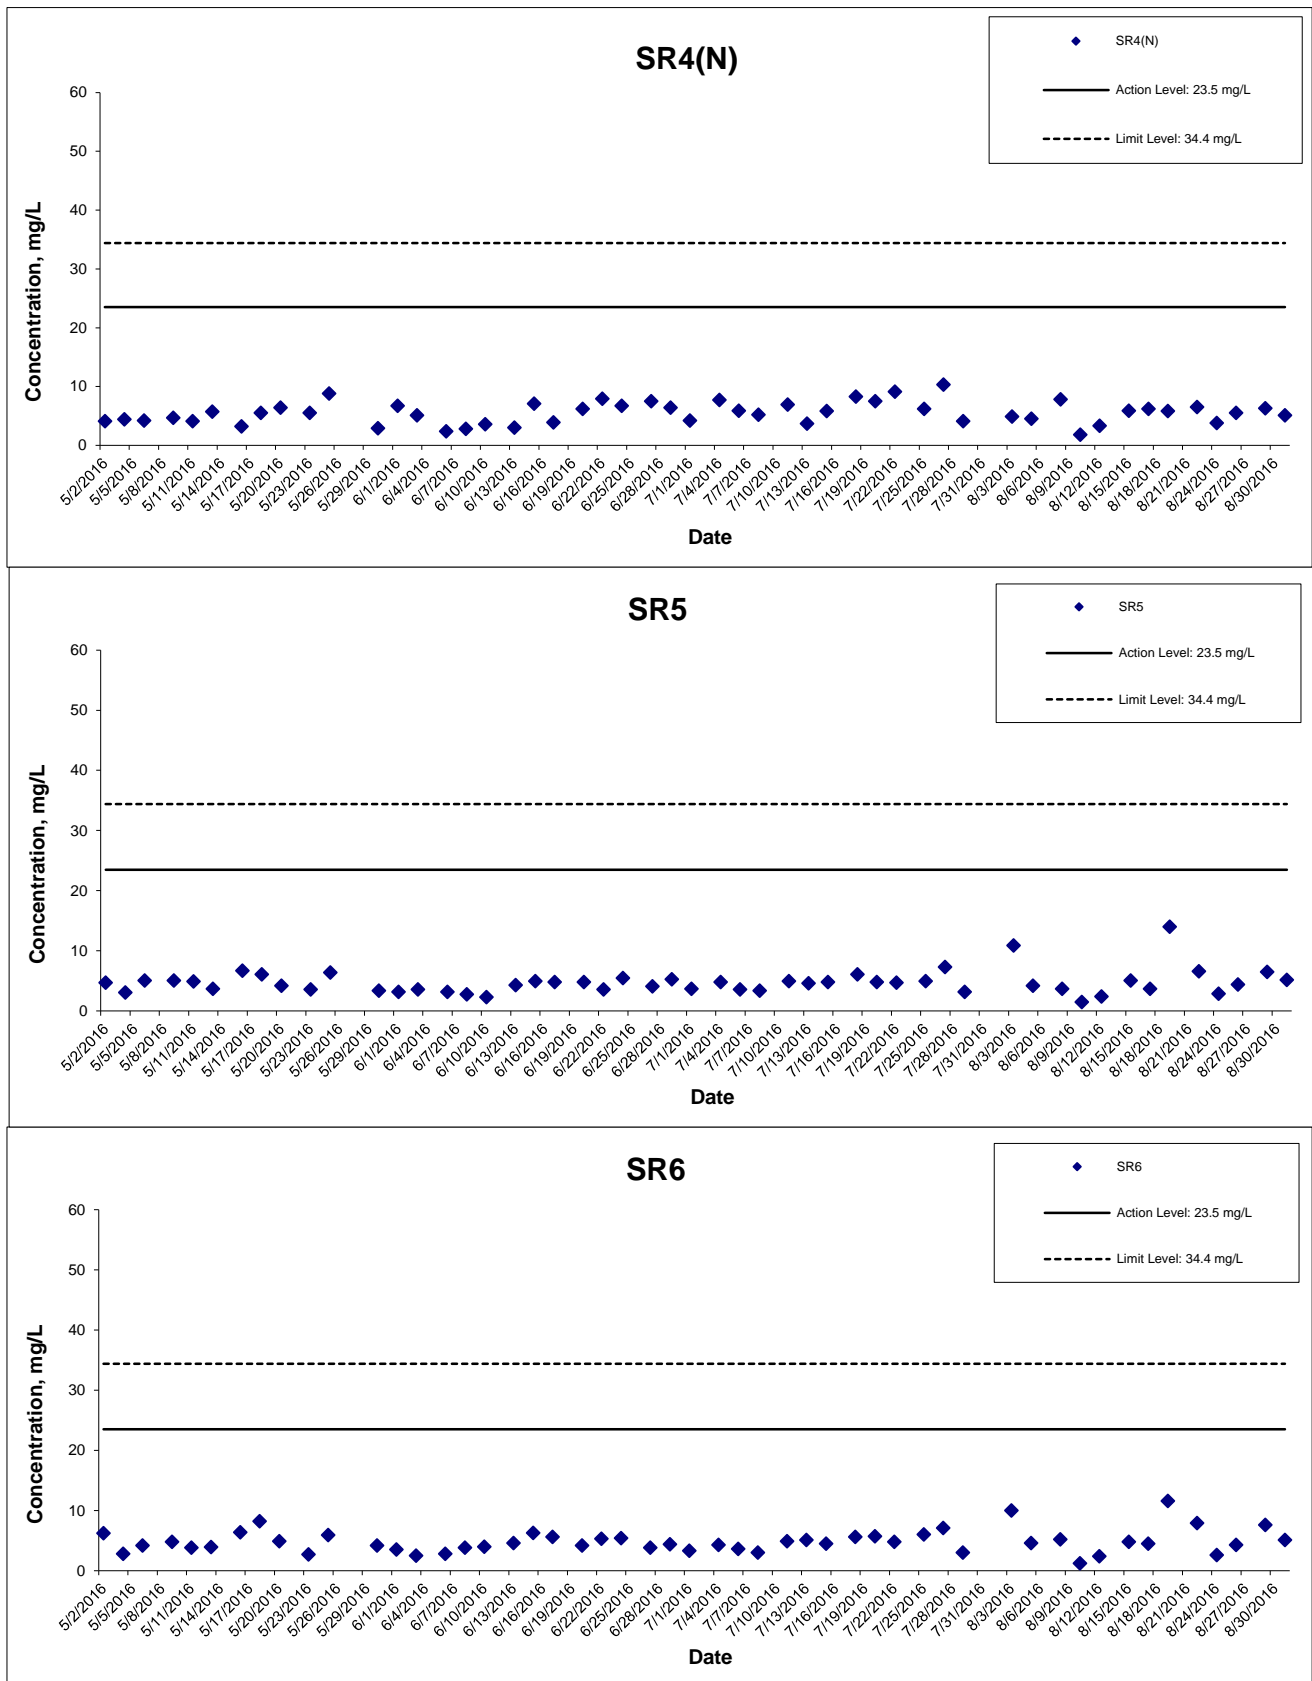 SR4(N)
SR4(N)
Action Level: 23.5 mg/L
Limit Level: 34.4 mg/L
Concentration, mg/L
60
50
40
30
20
10
0
5/2/2016 5/5/2016 5/8/2016 5/11/2016 5/14/2016 5/17/2016 5/20/2016 5/23/2016 5/26/2016 5/29/2016 6/1/2016 6/4/2016 6/7/2016 6/10/2016 6/13/2016 6/16/2016 6/19/2016 6/22/2016 6/25/2016 6/28/2016 7/1/2016 7/4/2016 7/7/2016 7/10/2016 7/13/2016 7/16/2016 7/19/2016 7/22/2016 7/25/2016 7/28/2016 7/31/2016 8/3/2016 8/6/2016 8/9/2016 8/12/2016 8/15/2016 8/18/2016 8/21/2016 8/24/2016 8/27/2016 8/30/2016
Date
SR5
SR5
Action Level: 23.5 mg/L
Limit Level: 34.4 mg/L
Concentration, mg/L
60
50
40
30
20
10
0
5/2/2016 5/5/2016 5/8/2016 5/11/2016 5/14/2016 5/17/2016 5/20/2016 5/23/2016 5/26/2016 5/29/2016 6/1/2016 6/4/2016 6/7/2016 6/10/2016 6/13/2016 6/16/2016 6/19/2016 6/22/2016 6/25/2016 6/28/2016 7/1/2016 7/4/2016 7/7/2016 7/10/2016 7/13/2016 7/16/2016 7/19/2016 7/22/2016 7/25/2016 7/28/2016 7/31/2016 8/3/2016 8/6/2016 8/9/2016 8/12/2016 8/15/2016 8/18/2016 8/21/2016 8/24/2016 8/27/2016 8/30/2016
Date
SR6
SR6
Action Level: 23.5 mg/L
Limit Level: 34.4 mg/L
Concentration, mg/L
60
50
40
30
20
10
0
5/2/2016 5/5/2016 5/8/2016 5/11/2016 5/14/2016 5/17/2016 5/20/2016 5/23/2016 5/26/2016 5/29/2016 6/1/2016 6/4/2016 6/7/2016 6/10/2016 6/13/2016 6/16/2016 6/19/2016 6/22/2016 6/25/2016 6/28/2016 7/1/2016 7/4/2016 7/7/2016 7/10/2016 7/13/2016 7/16/2016 7/19/2016 7/22/2016 7/25/2016 7/28/2016 7/31/2016 8/3/2016 8/6/2016 8/9/2016 8/12/2016 8/15/2016 8/18/2016 8/21/2016 8/24/2016 8/27/2016 8/30/2016
Date